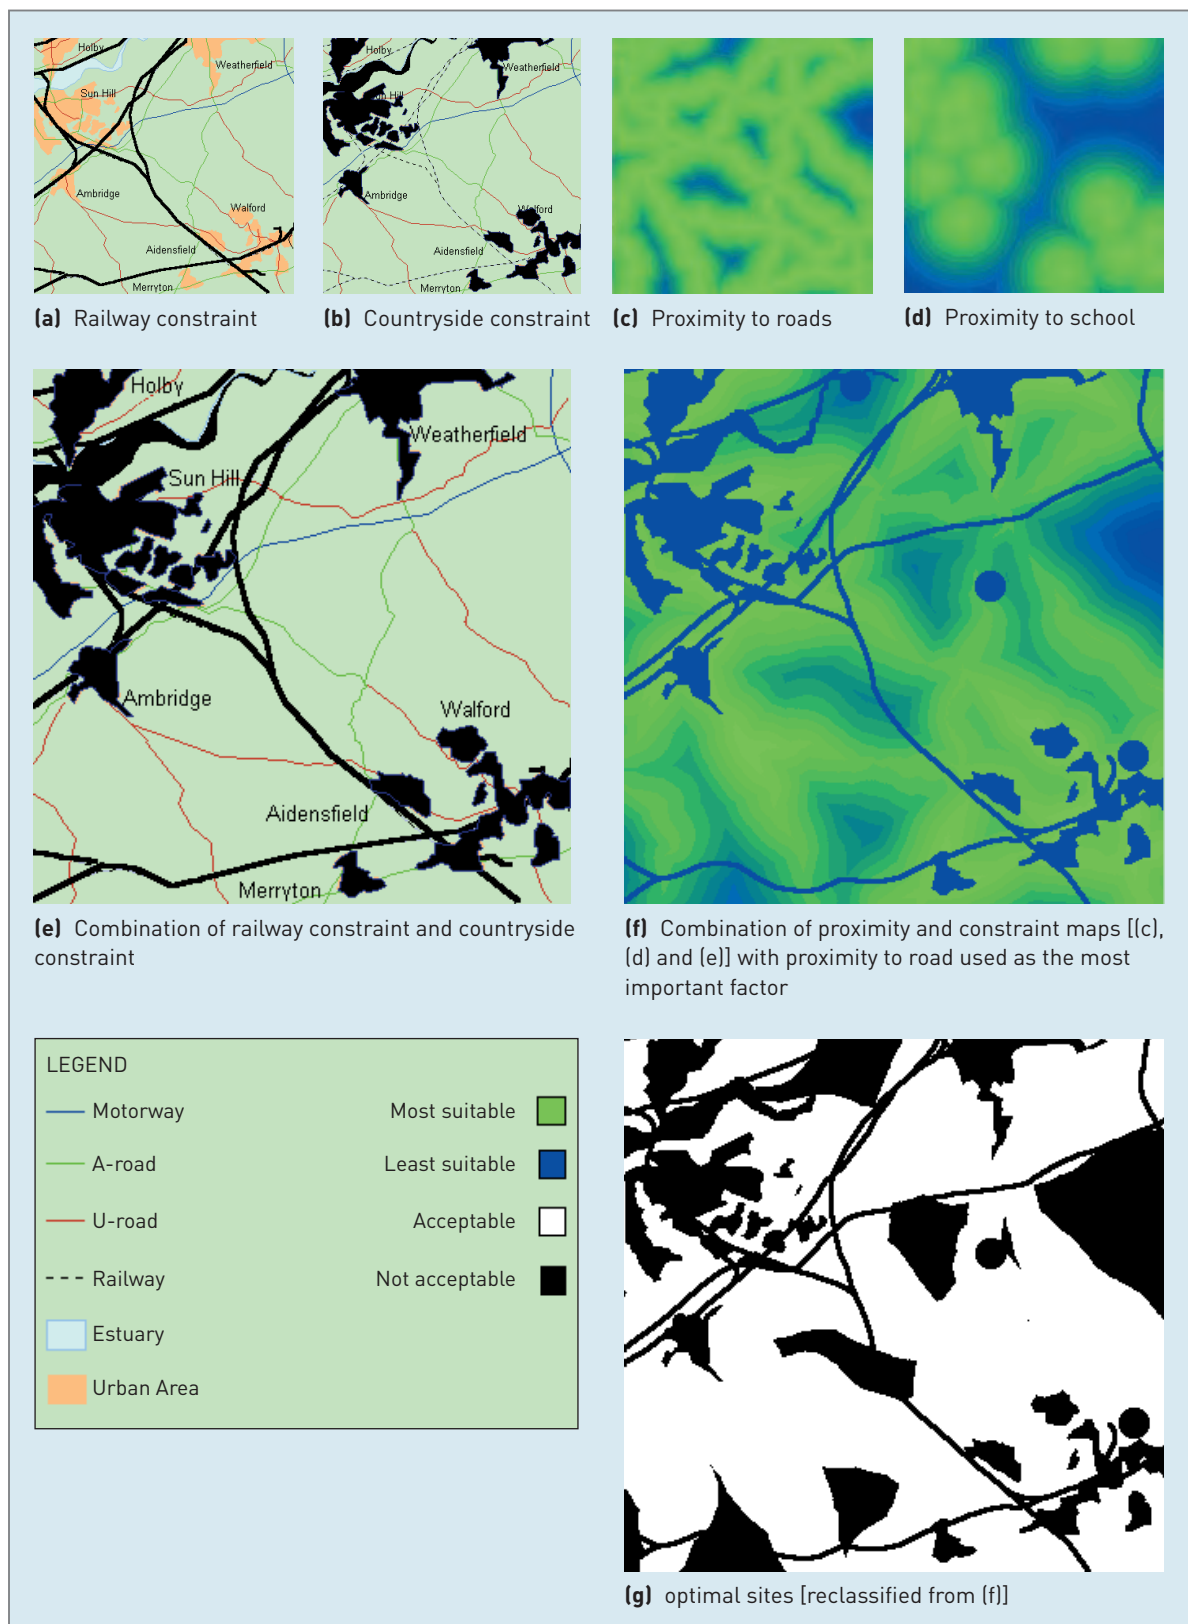 Holby
Weatherfield
Sun Hill
Ambridge
Walford
Aidensfield
Merryton
Holby
Weatherfield
Ambridge
Walford
Aidensfield
Merryton
(a) Railway constraint
(b) Countryside constraint
(c) Proximity to roads
(d) Proximity to school
Holby
Weatherfield
Sun Hill
Ambridge
Walford
Aidensfield
Merryton
(e) Combination of railway constraint and countryside
constraint
(f) Combination of proximity and constraint maps [(c),
(d) and (e)] with proximity to road used as the most
important factor
LEGEND
Motorway
Most suitable
A-road
Least suitable
U-road
Acceptable
Railway
Not acceptable
Estuary
Urban Area
(g) optimal sites [reclassified from (f)]